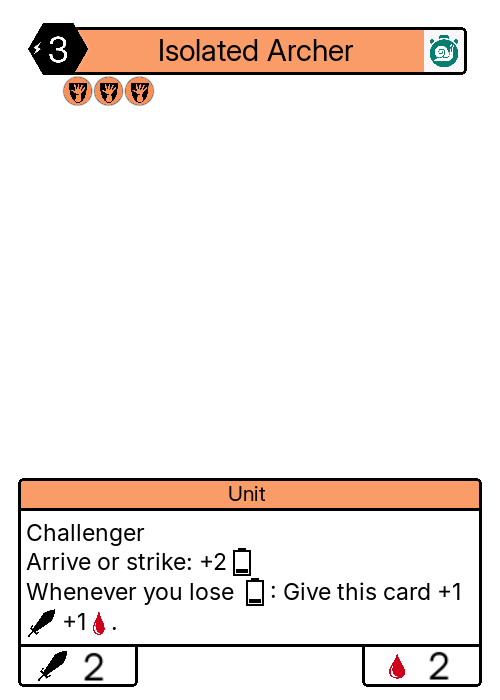 3 Isolated Archer
Unit
Challenger
Arrive or strike: +2
Whenever you lose : Give this card +1
+1 .
2 2